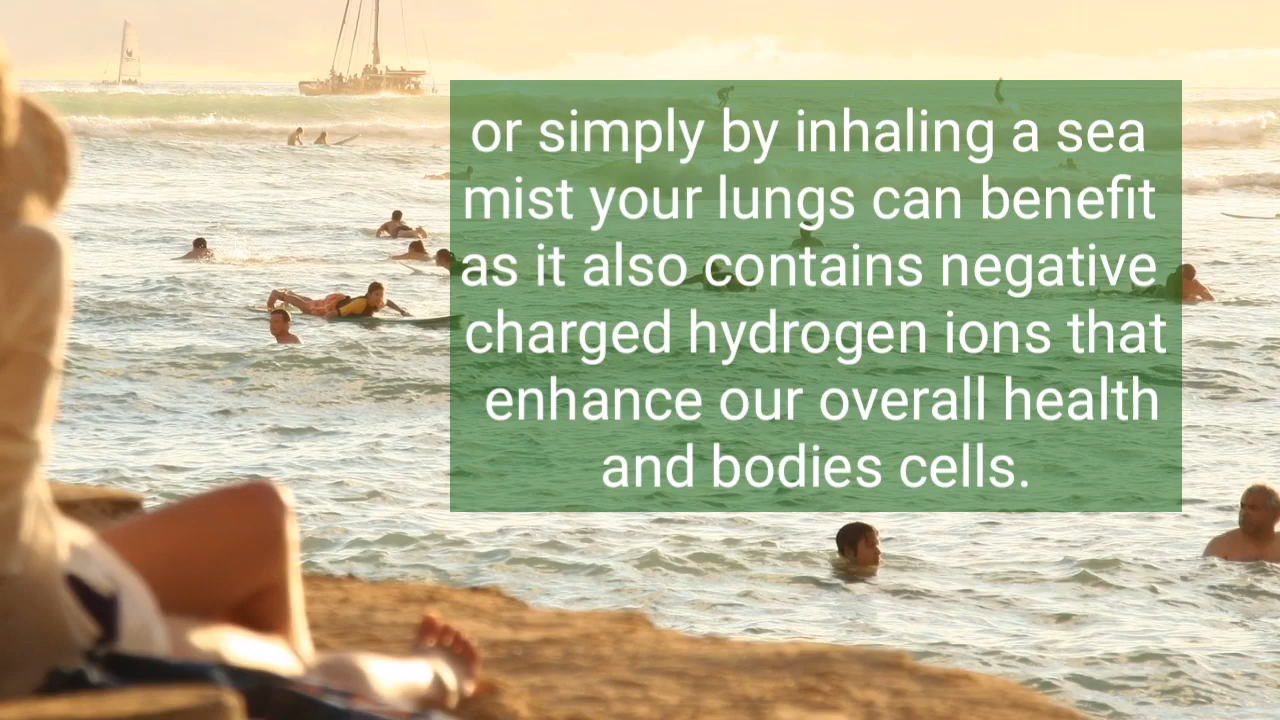 or simply by inhaling a sea
mist your lungs can benefit
as it also contains negative
charged hydrogen ions that
enhance our overall health
and bodies cells.